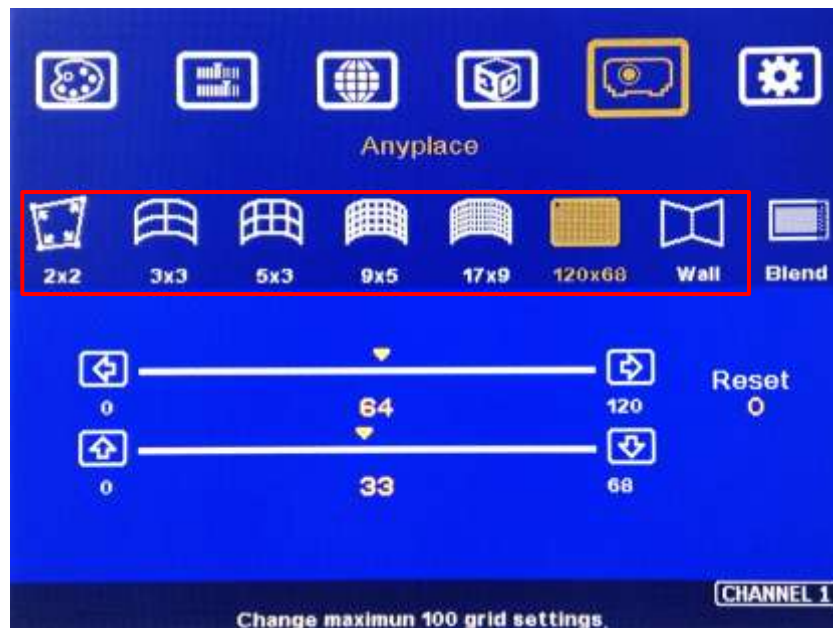 3D
Anyplace
2x2 3x3 5x3 9x5 17x9 120x68 Wall Blend
Reset
0 64 120 O
0 33 68
CHANNEL 1
Change maximun 100 grid settings.